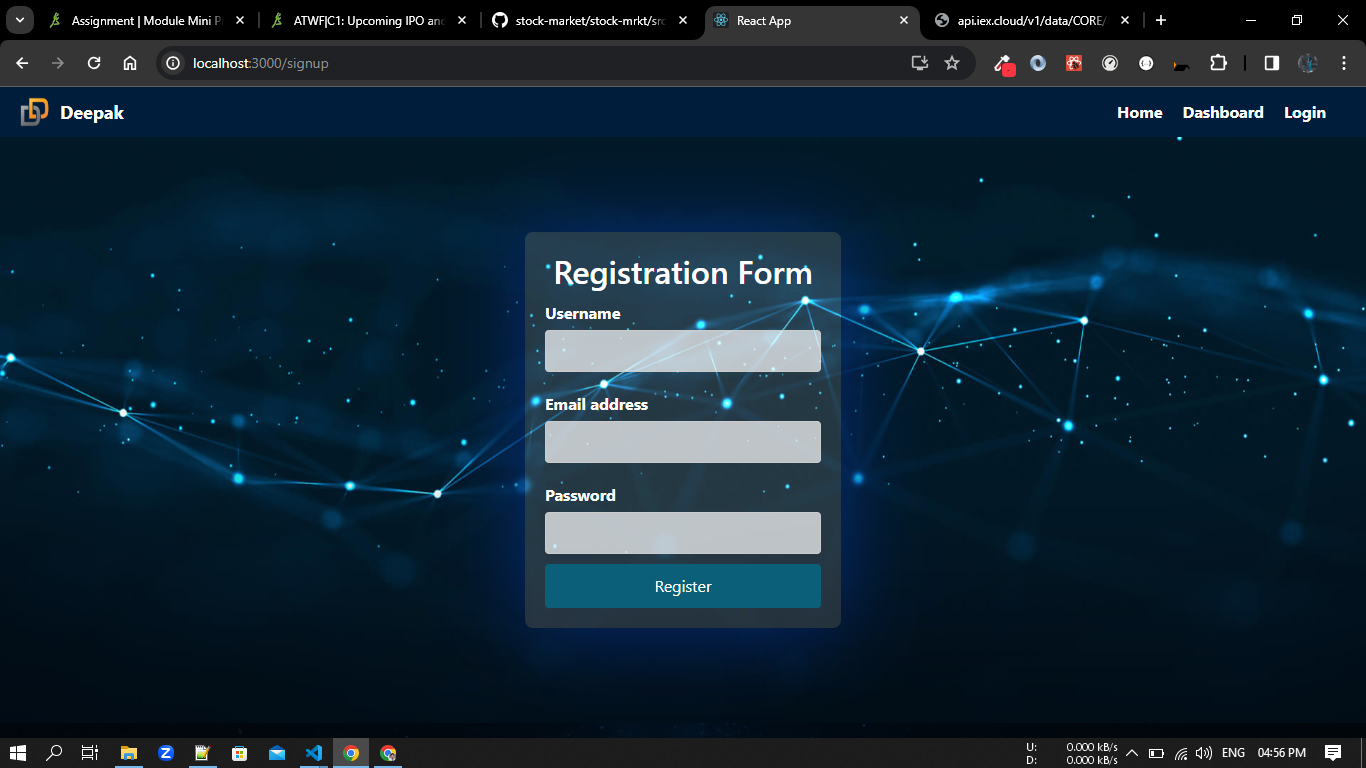 Assignment | Module Mini P
ATWF|C1: Upcoming IPO an
stock-market/stock-mrkt/src
React App
api.iex.cloud/v1/data/CORE/
localhost:3000/signup
Deepak
Home
Dashboard
Login
Registration Form
Username
Email address
Password
Register
U: 0.000 kB/s
D: 0.000 kB/s
ENG
04:56 PM